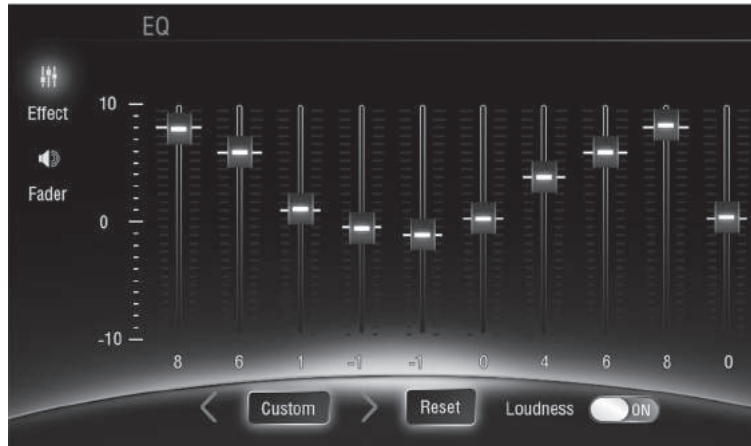 EQ
Effect
Fader
10
0
-10
8 6 1 -1 -1 0 4 6 8 0
Custom Reset Loudness ON